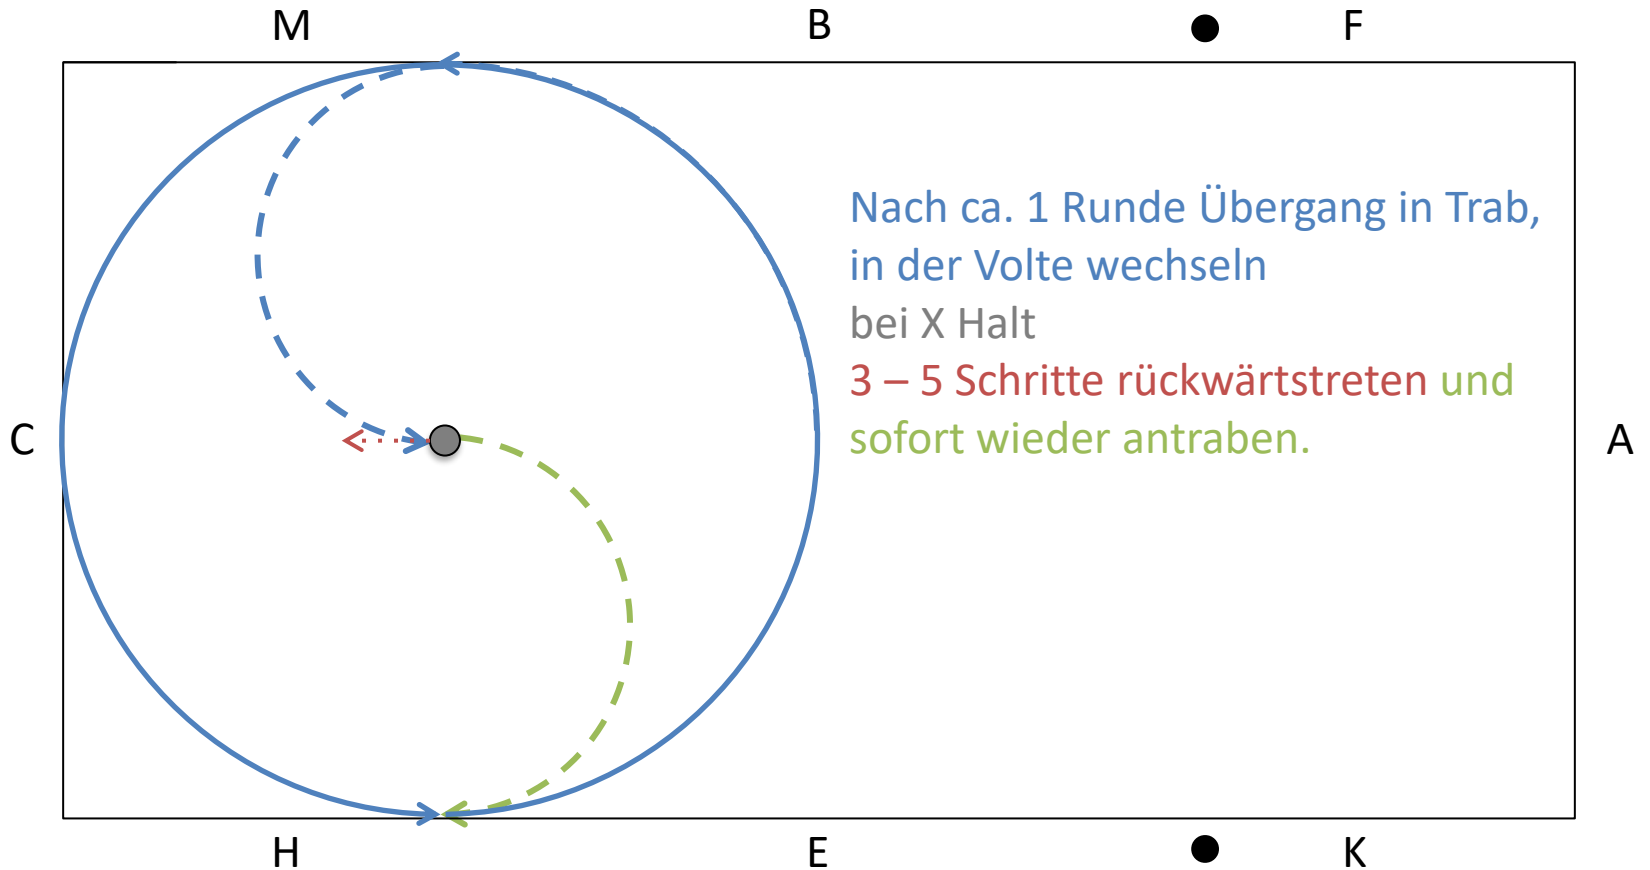 M B F
Nach ca. 1 Runde Übergang in Trab,
in der Volte wechseln
bei X Halt
3 – 5 Schritte rückwärtstreten und
C sofort wieder antraben. A
H E K